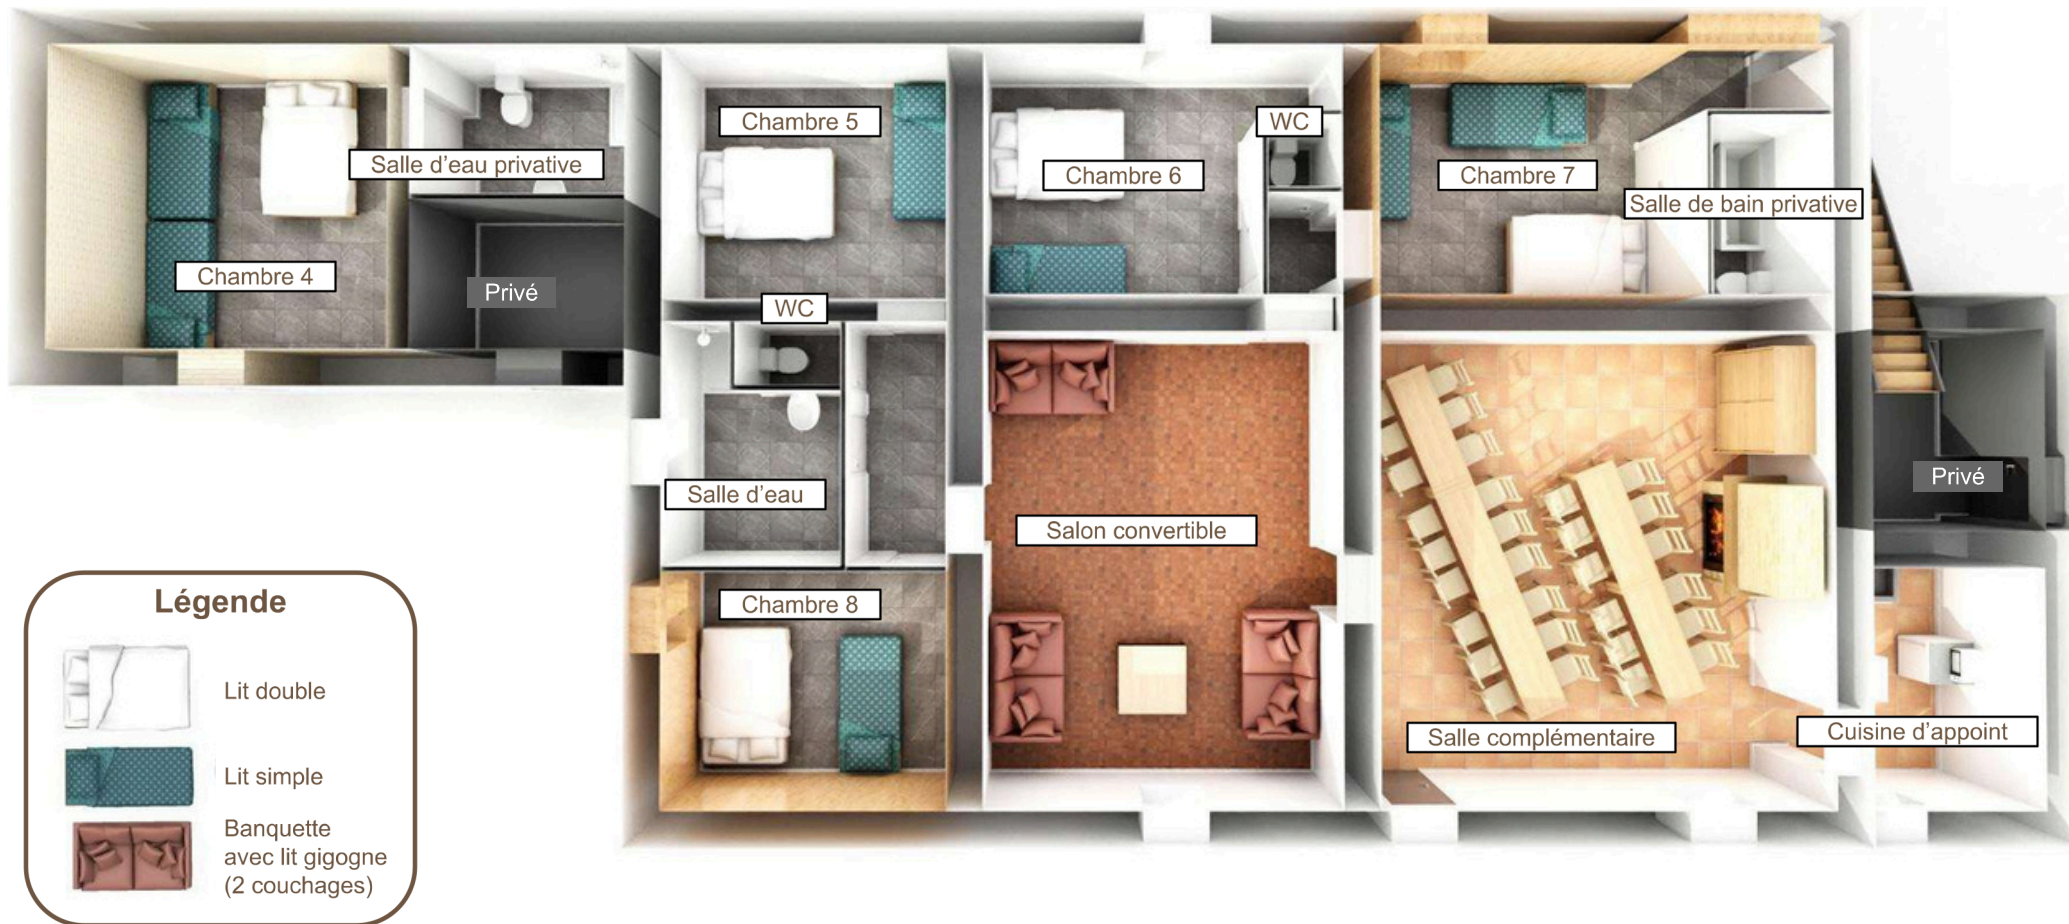 Chambre 5
WC
Salle d'eau privative
Chambre 6
Chambre 7
Salle de bain privative
Chambre 4
Privé
WC
Salle d'eau
Privé
Salon convertible
Chambre 8
Salle complémentaire
Cuisine d'appoint
Légende
Lit double
Lit simple
Banquette
avec lit gigogne
(2 couchages)